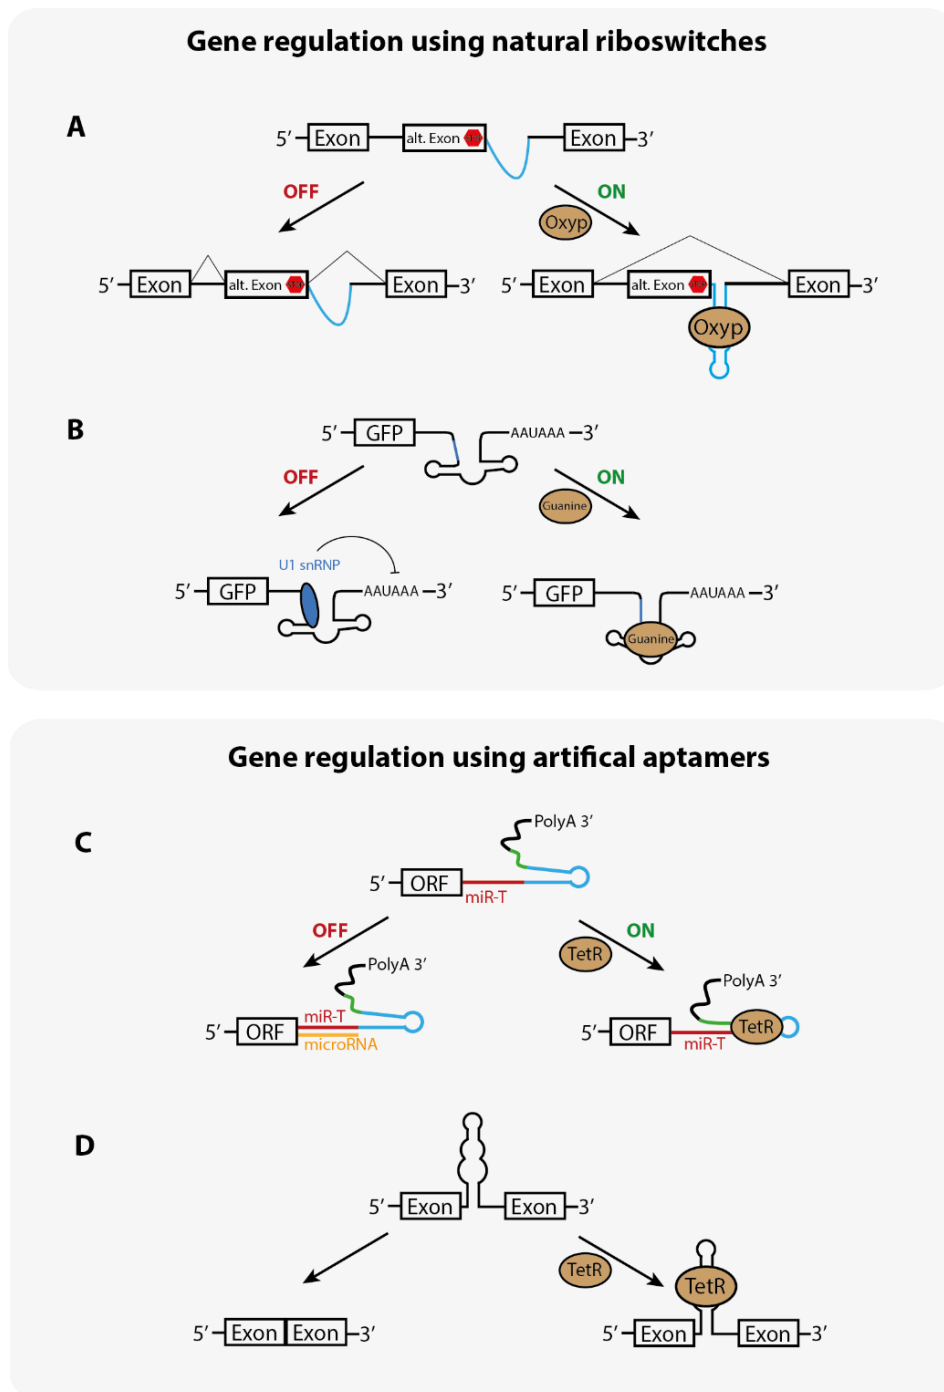 Gene regulation using natural riboswitches
A
5’ Exon alt. Exon Exon 3’
OFF ON
Oxyp
5’ Exon alt. Exon Exon 3’ 5’ Exon alt. Exon Exon 3’
Oxyp
B
5’ GFP AAUAAA 3’
OFF ON
Guanine
U1 snRNP
5’ GFP AAUAAA 3’ 5’ GFP AAUAAA 3’
Guanine
Gene regulation using artifical aptamers
C
PolyA 3’
5’ ORF
miR-T
OFF ON
TetR
PolyA 3’ PolyA 3’
miR-T
5’ ORF 5’ ORF TetR
microRNA miR-T
D
5’ Exon Exon 3’
TetR
TetR
5’ Exon Exon 3’ 5’ Exon Exon 3’